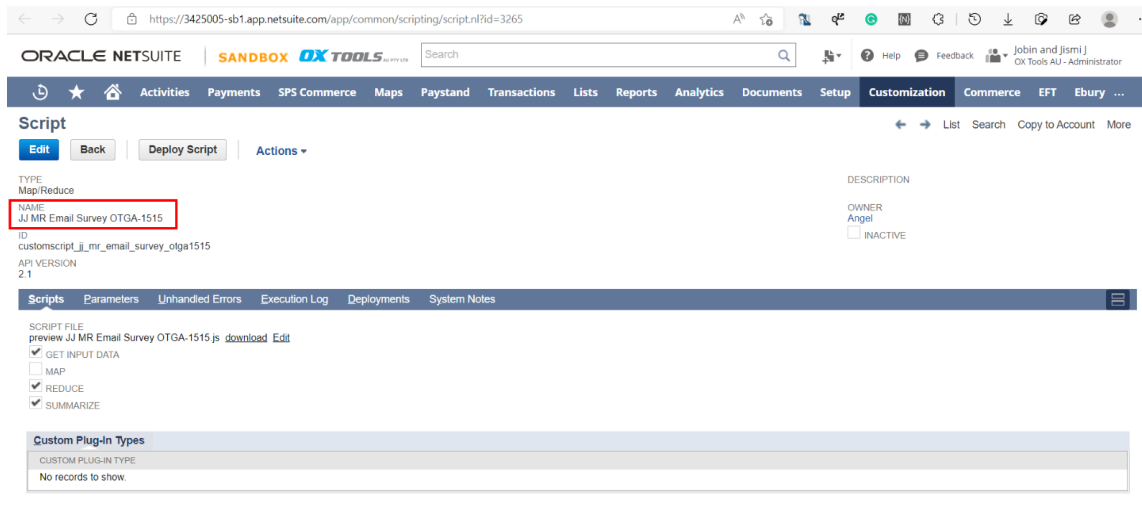 https://3425005-sb1.app.netsuite.com/app/common/scripting/script.nl?id=3265
ORACLE NETSUITE SANDBOX OX TOOLS Search Help Feedback Jobin and Jismi J
OX Tools AU - Administrator
Activities Payments SPS Commerce Maps Paystand Transactions Lists Reports Analytics Documents Setup Customization Commerce EFT Ebury ...
Script
List Search Copy to Account More
Edit Back Deploy Script Actions
TYPE
Map/Reduce
DESCRIPTION
NAME
JJ MR Email Survey OTGA-1515
OWNER
Angel
ID
customscript_jj_mr_email_survey_otga1515
INACTIVE
API VERSION
2.1
Scripts Parameters Unhandled Errors Execution Log Deployments System Notes
SCRIPT FILE
preview JJ MR Email Survey OTGA-1515.js download Edit
GET INPUT DATA
MAP
REDUCE
SUMMARIZE
Custom Plug-In Types
CUSTOM PLUG-IN TYPE
No records to show.